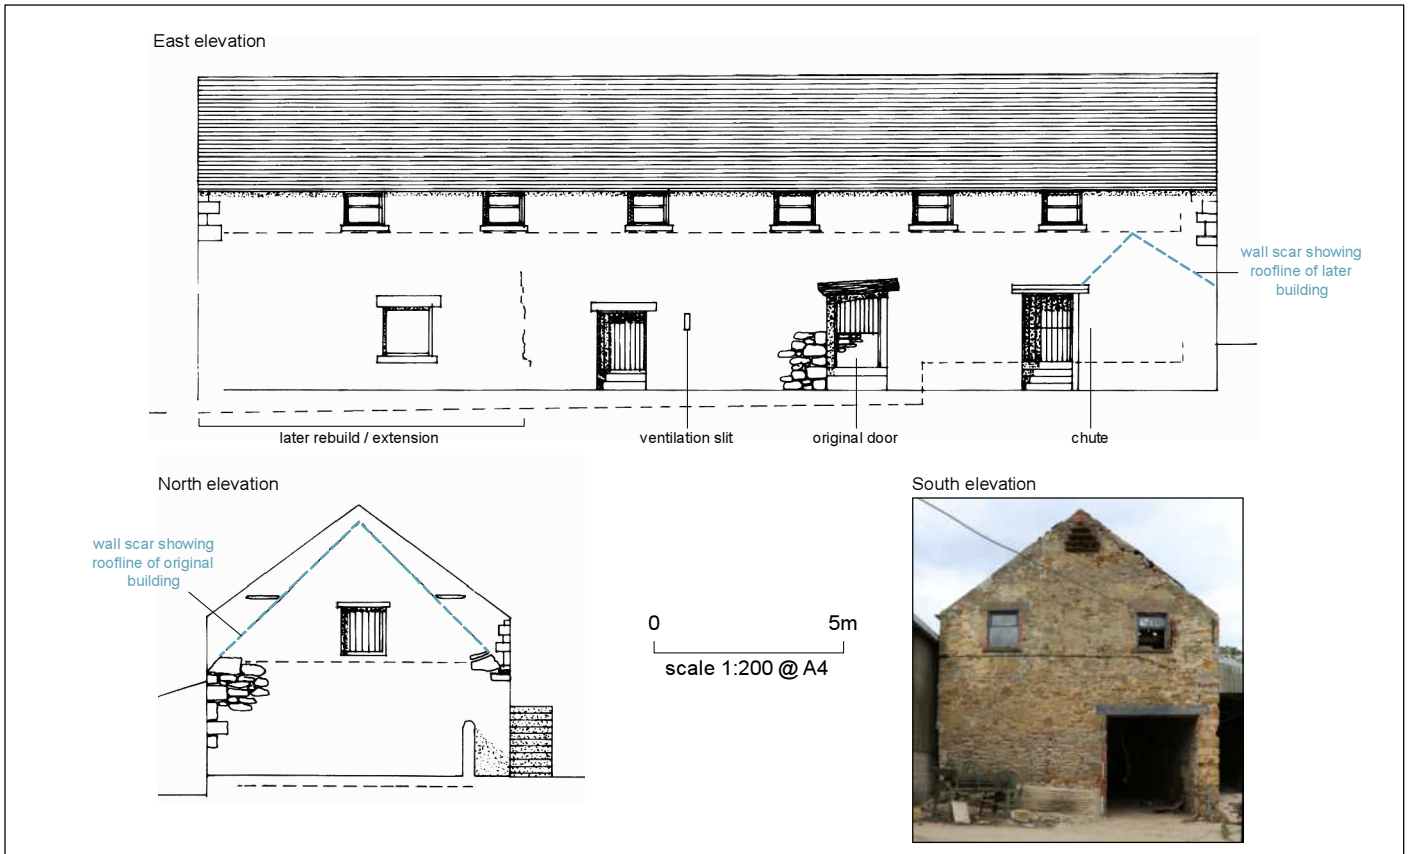 East elevation
wall scar showing
roofline of later
building
later rebuild / extension
ventilation slit
original door
chute
North elevation
South elevation
wall scar showing
roofline of original
building
0
5m
scale 1:200 @ A4